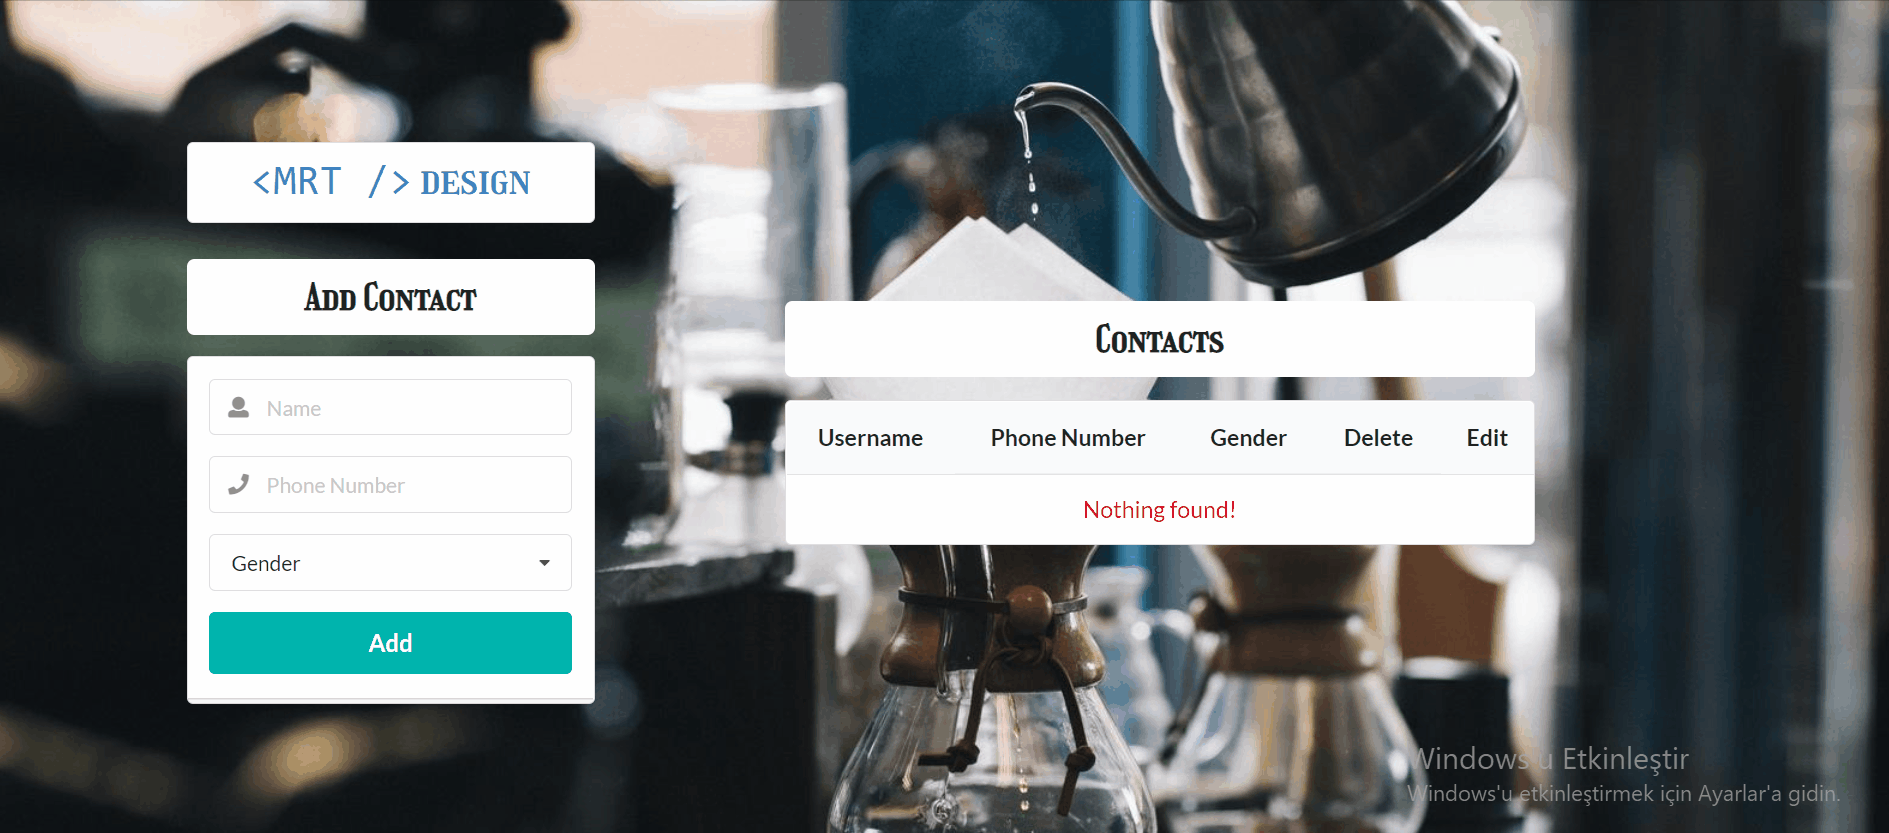 <MRT /> DESIGN
Add Contact
Name
Phone Number
Gender
Add
Contacts
Username Phone Number Gender Delete Edit
Nothing found!
Windows'u Etkinleştir
Windows'u etkinleştirmek için Ayarlar'a gidin.